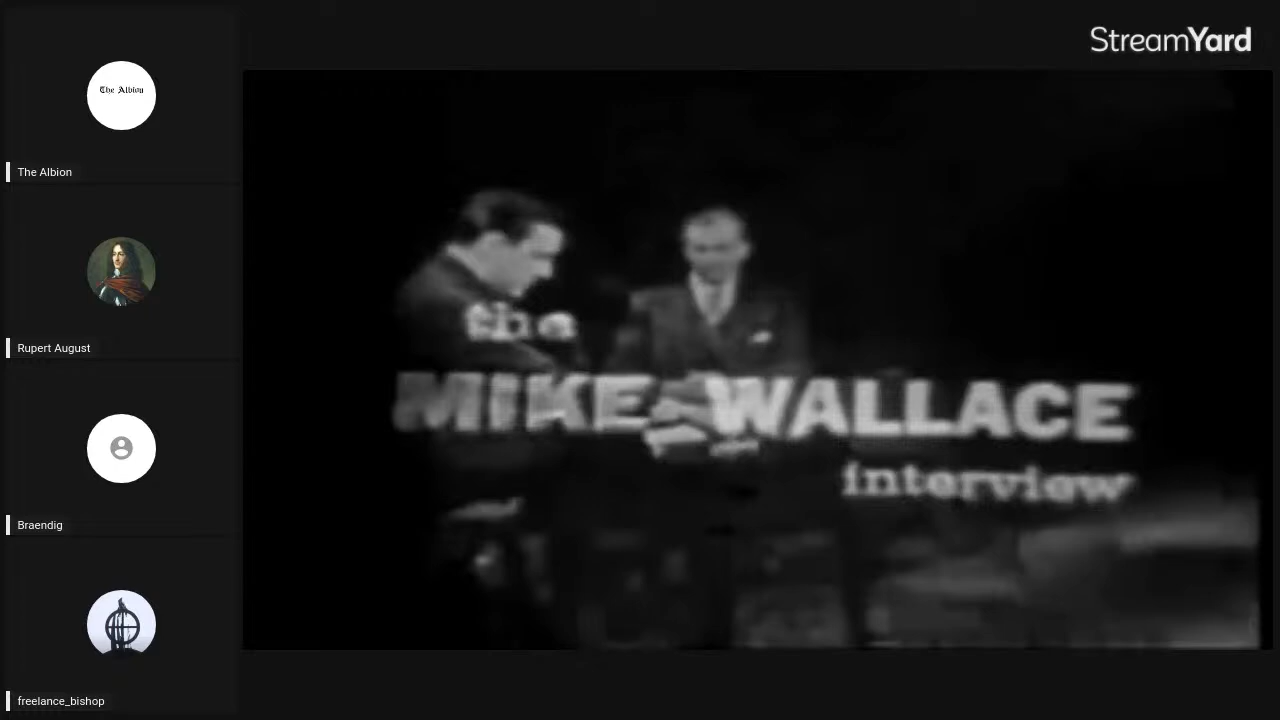 StreamYard
The Albion
The Albion
Rupert August
Braendig
freelance_bishop
the
MIKE WALLACE
interview